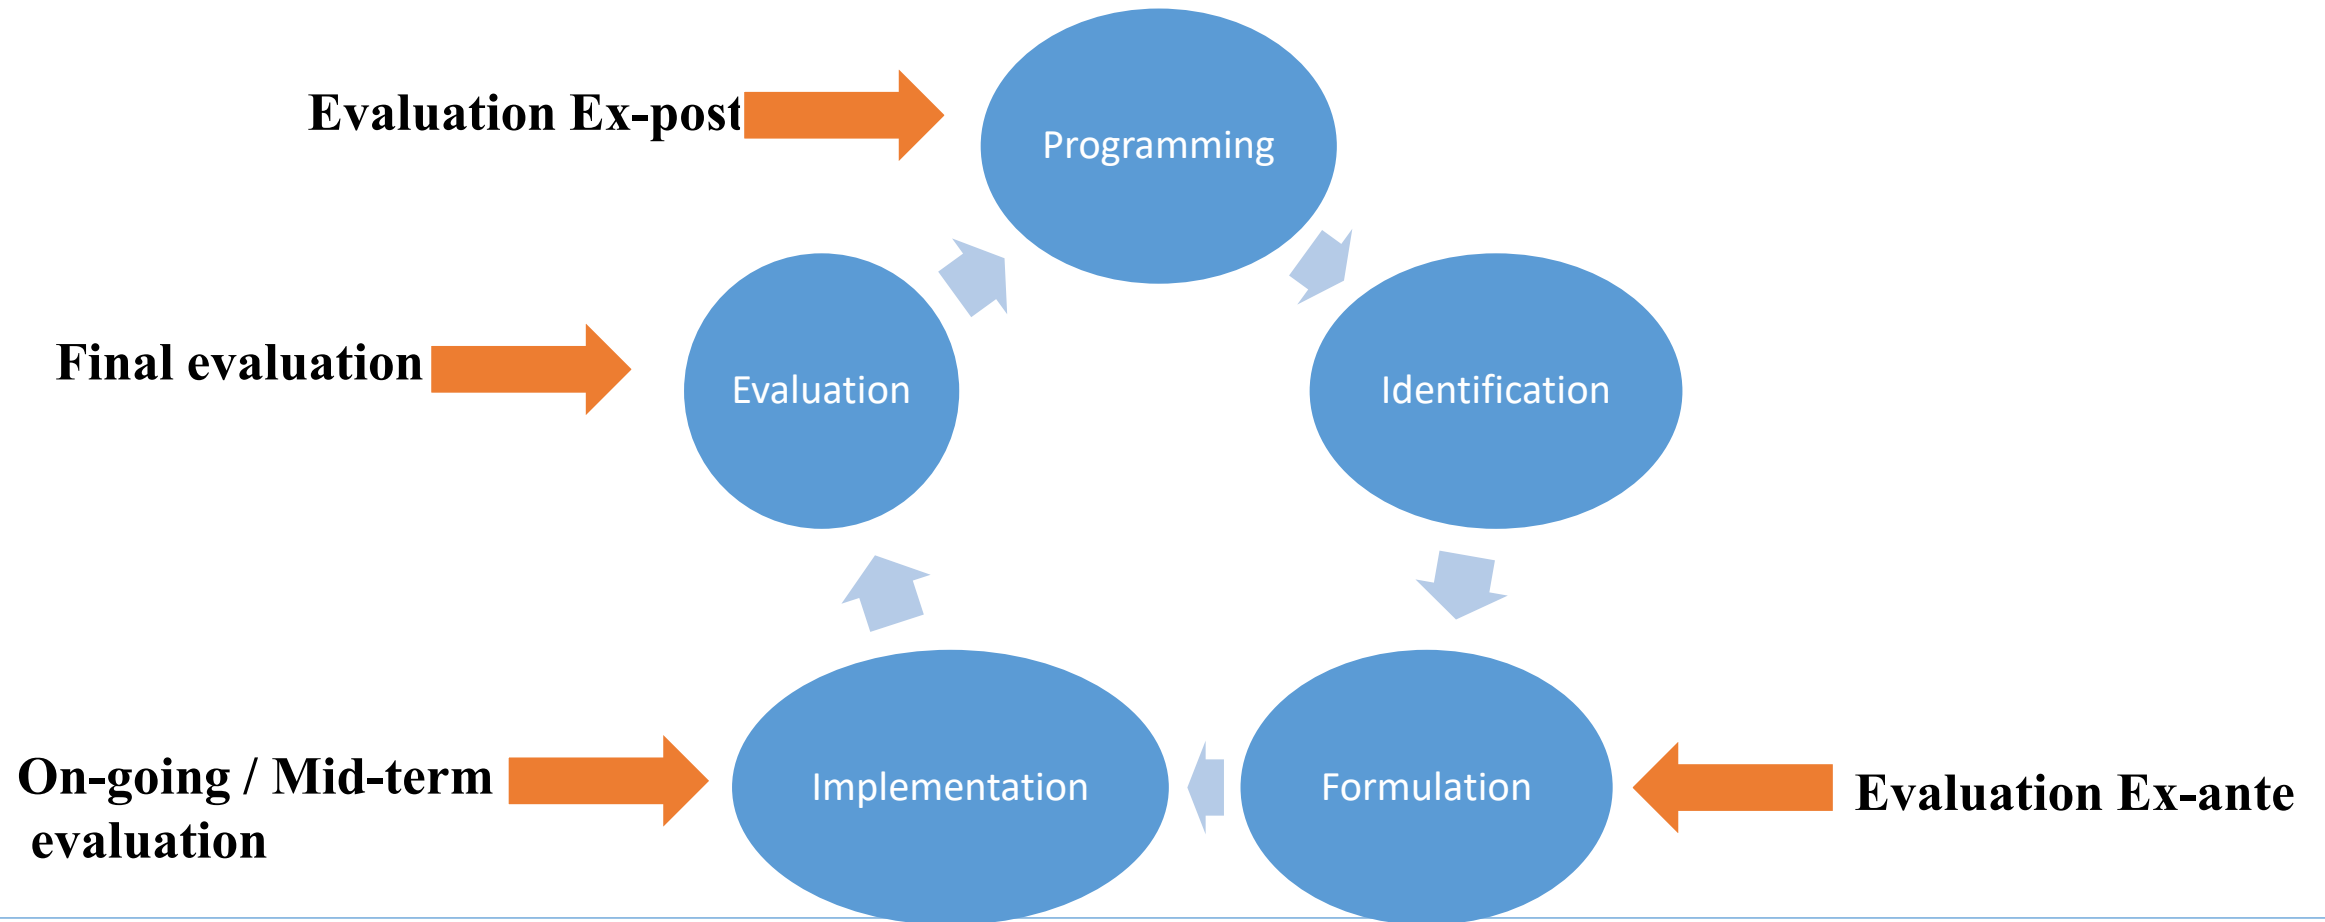 Evaluation Ex-post
Programming
Final evaluation
Evaluation
Identification
On-going / Mid-term
evaluation
Implementation
Formulation
Evaluation Ex-ante